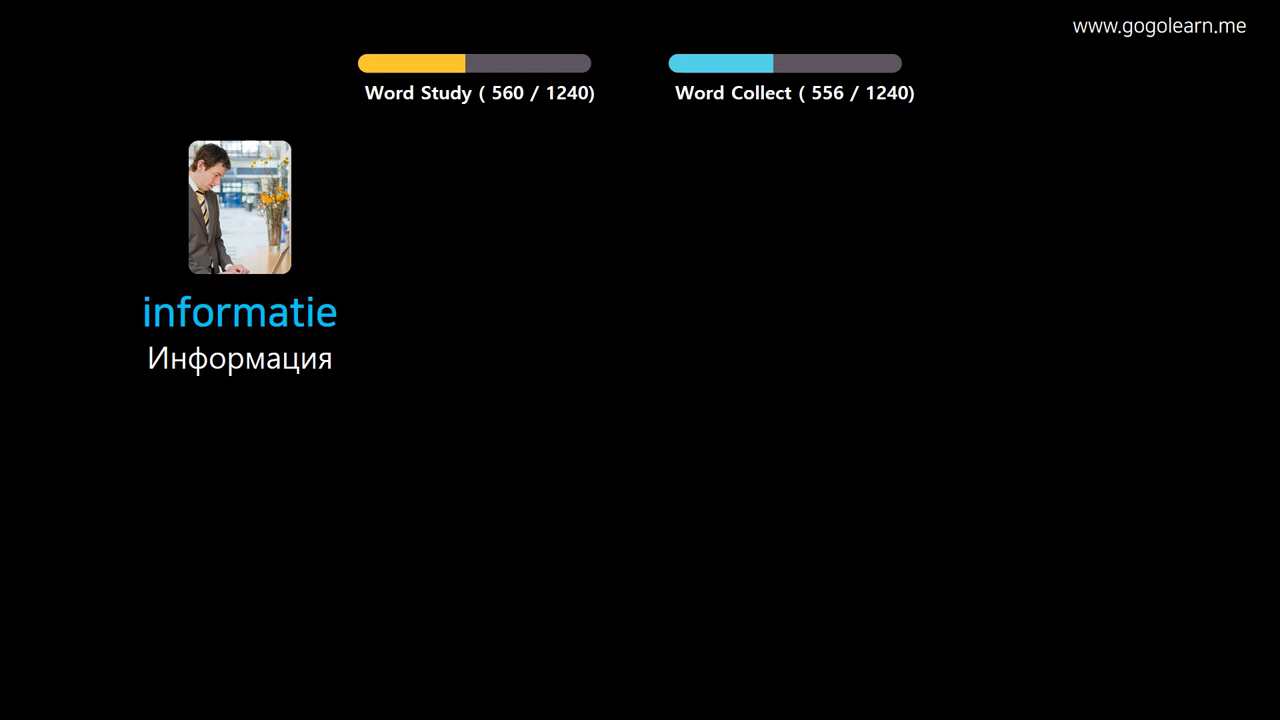 www.gogolearn.me
Word Study ( 560 / 1240)
Word Collect ( 556 / 1240)
informatie
Информация